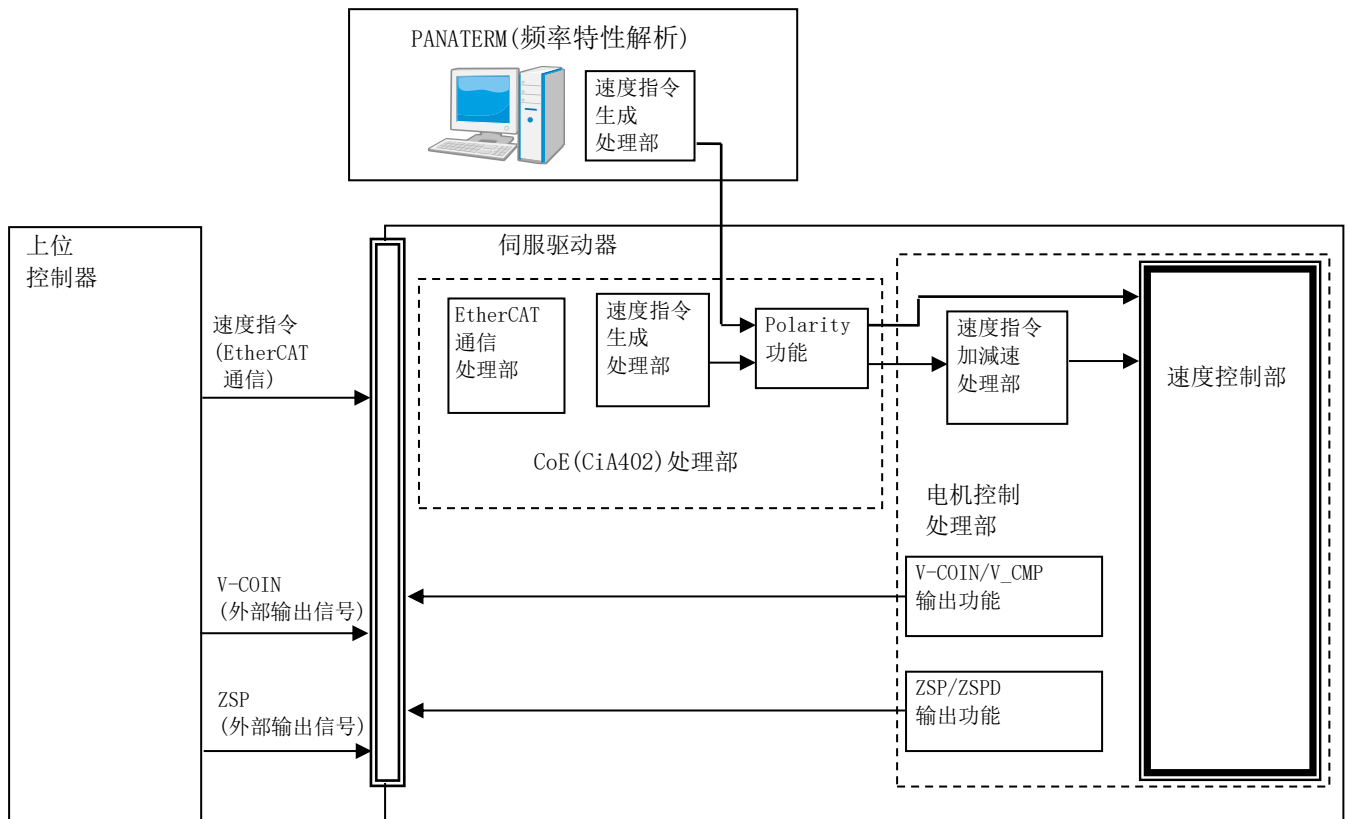 PANATERM(频率特性解析)
速度指令
生成
处理部
上位
控制器
伺服驱动器
速度指令
(EtherCAT
通信)
EtherCAT
通信
处理部
速度指令
生成
处理部
Polarity
功能
速度指令
加减速
处理部
速度控制部
CoE(CiA402)处理部
电机控制
处理部
V-COIN
(外部输出信号)
V-COIN/V_CMP
输出功能
ZSP
(外部输出信号)
ZSP/ZSPD
输出功能